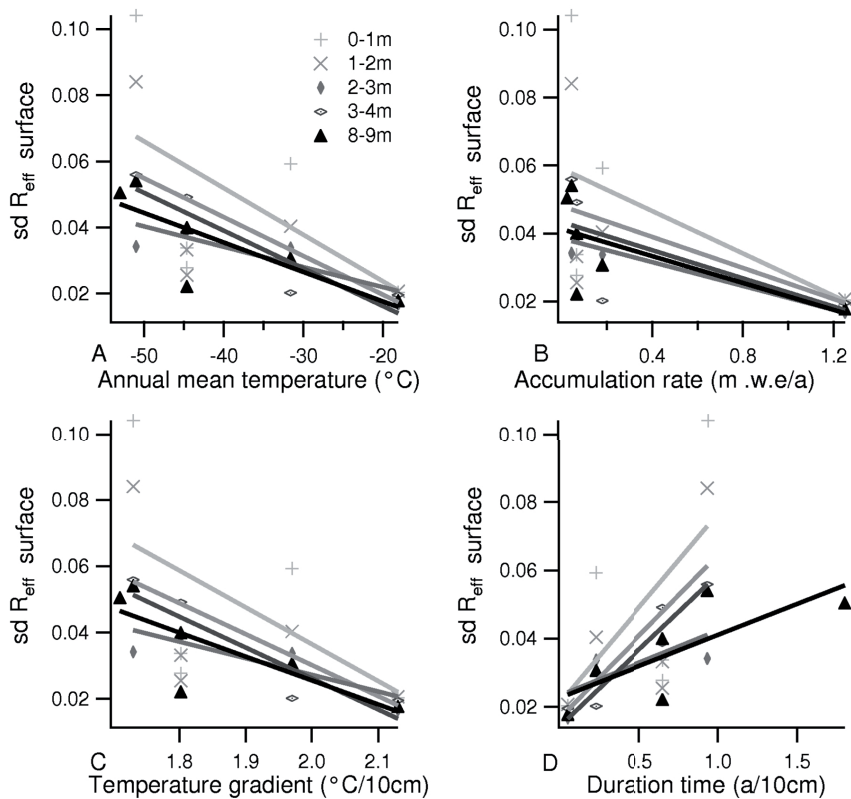 0.10
0.08
0.06
0.04
0.02
sd R_eff surface
0-1m
1-2m
2-3m
3-4m
8-9m
A
-50 -40 -30 -20
Annual mean temperature (°C)
0.10
0.08
0.06
0.04
0.02
sd R_eff surface
B
0.4 0.8 1.2
Accumulation rate (m .w.e/a)
0.10
0.08
0.06
0.04
0.02
sd R_eff surface
C
1.8 1.9 2.0 2.1
Temperature gradient (°C/10cm)
0.10
0.08
0.06
0.04
0.02
sd R_eff surface
D
0.5 1.0 1.5
Duration time (a/10cm)